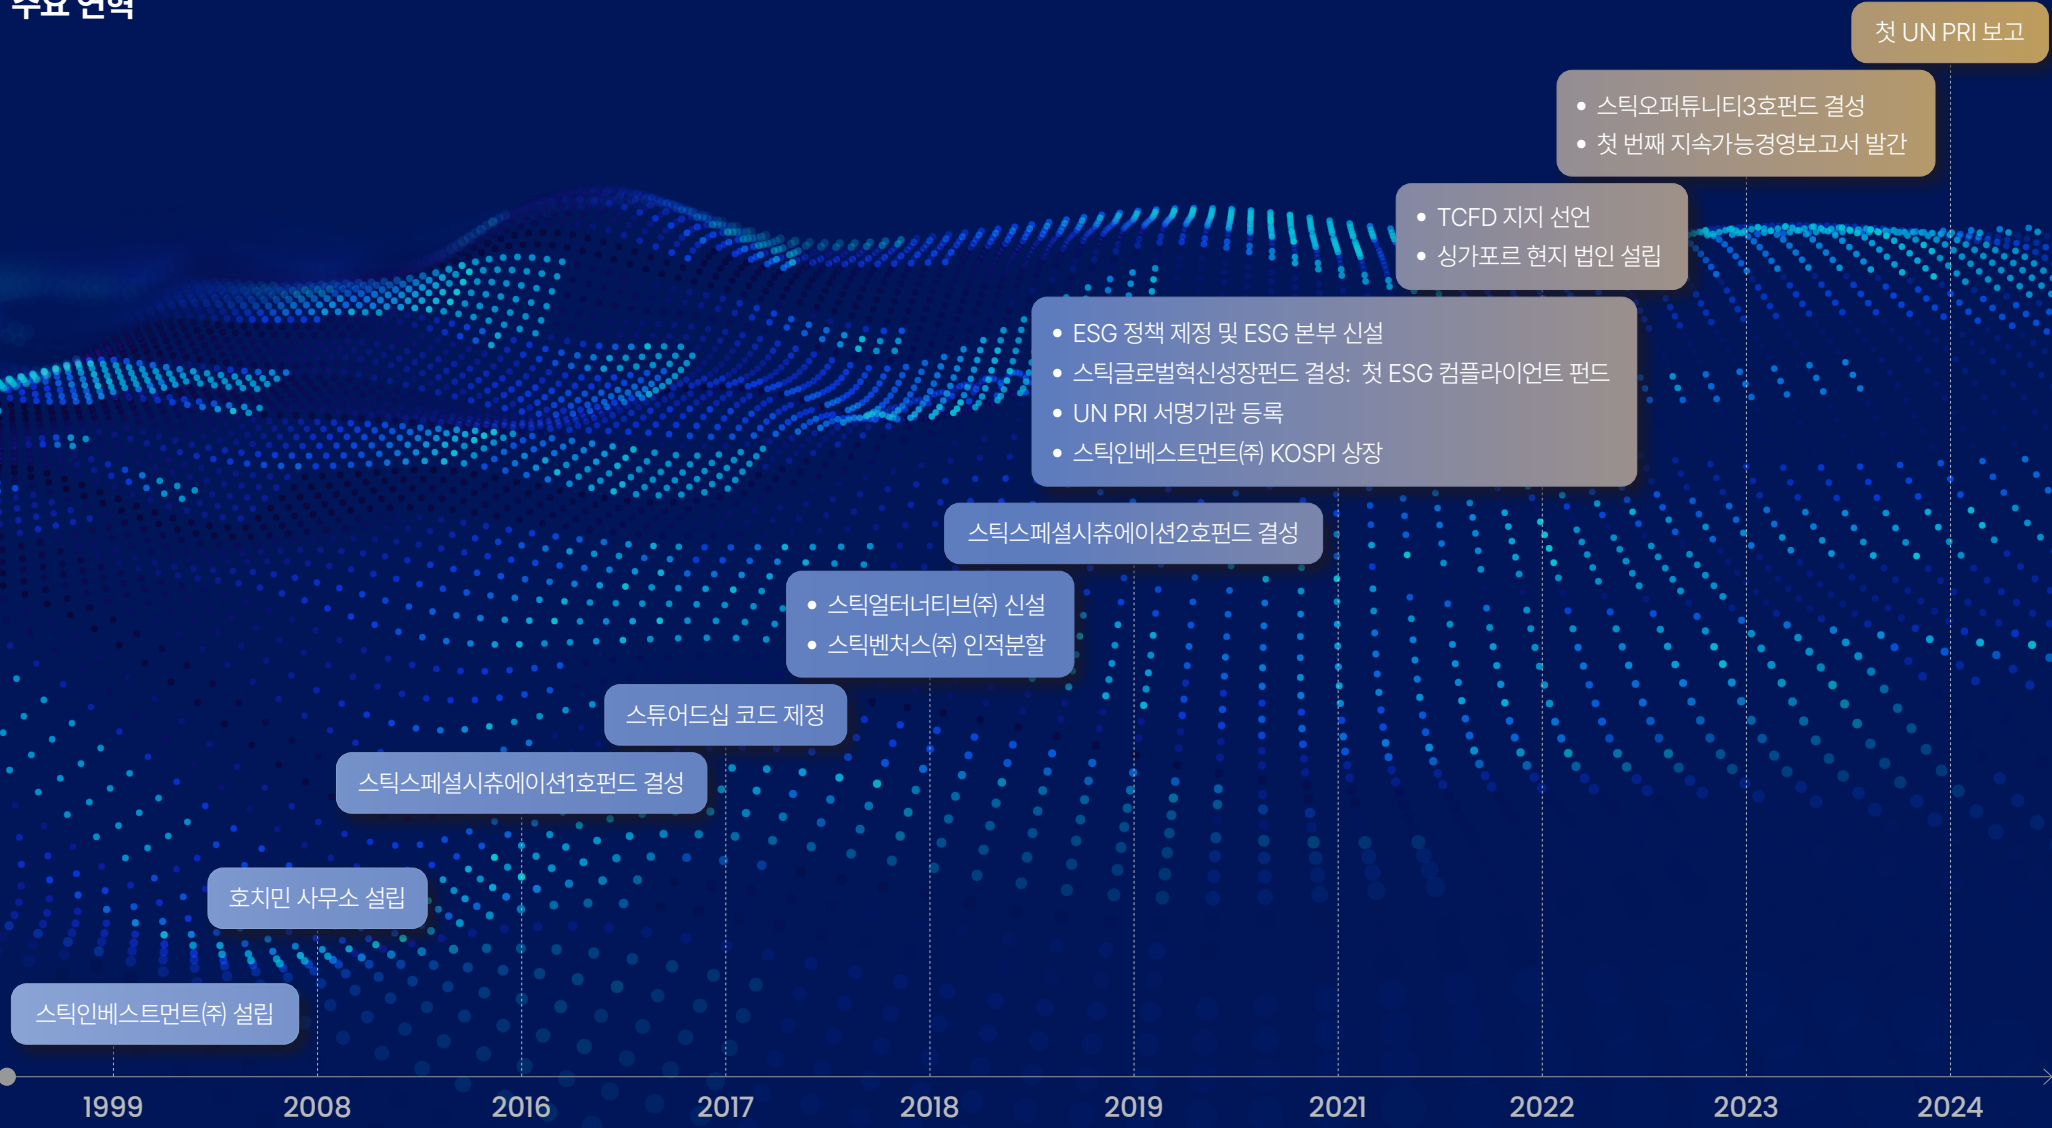 주요 연혁
첫 UN PRI 보고
• 스틱오퍼튜니티3호펀드 결성
• 첫 번째 지속가능경영보고서 발간
• TCFD 지지 선언
• 싱가포르 현지 법인 설립
• ESG 정책 제정 및 ESG 본부 신설
• 스틱글로벌혁신성장펀드 결성: 첫 ESG 컴플라이언트 펀드
• UN PRI 서명기관 등록
• 스틱인베스트먼트㈜ KOSPI 상장
스틱스페셜시츄에이션2호펀드 결성
• 스틱얼터너티브㈜ 신설
• 스틱벤처스㈜ 인적분할
스튜어드십 코드 제정
스틱스페셜시츄에이션1호펀드 결성
호치민 사무소 설립
스틱인베스트먼트㈜ 설립
1999 2008 2016 2017 2018 2019 2021 2022 2023 2024